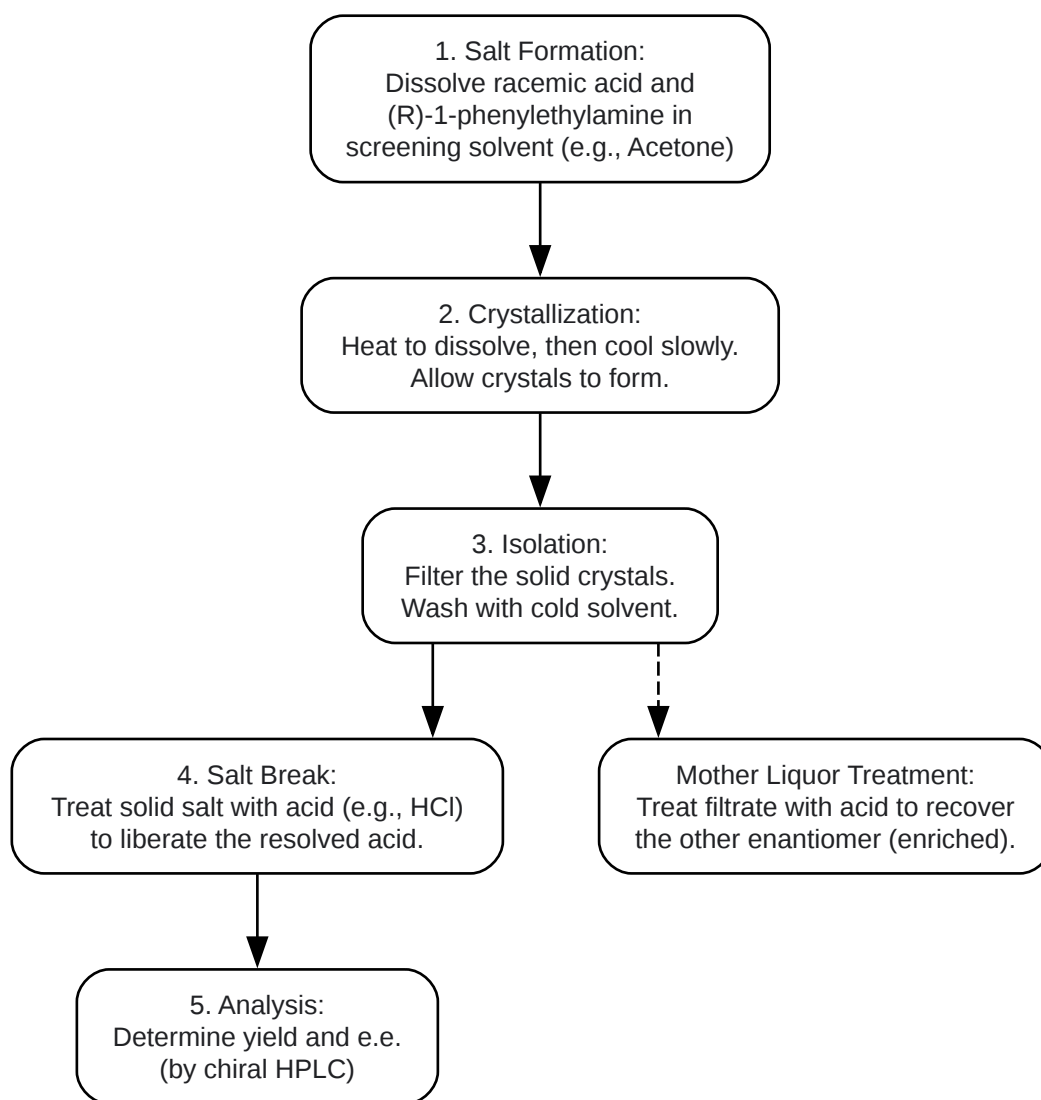 1. Salt Formation:
Dissolve racemic acid and
(R)-1-phenylethylamine in
screening solvent (e.g., Acetone)
2. Crystallization:
Heat to dissolve, then cool slowly.
Allow crystals to form.
3. Isolation:
Filter the solid crystals.
Wash with cold solvent.
4. Salt Break:
Treat solid salt with acid (e.g., HCl)
to liberate the resolved acid.
Mother Liquor Treatment:
Treat filtrate with acid to recover
the other enantiomer (enriched).
5. Analysis:
Determine yield and e.e.
(by chiral HPLC)